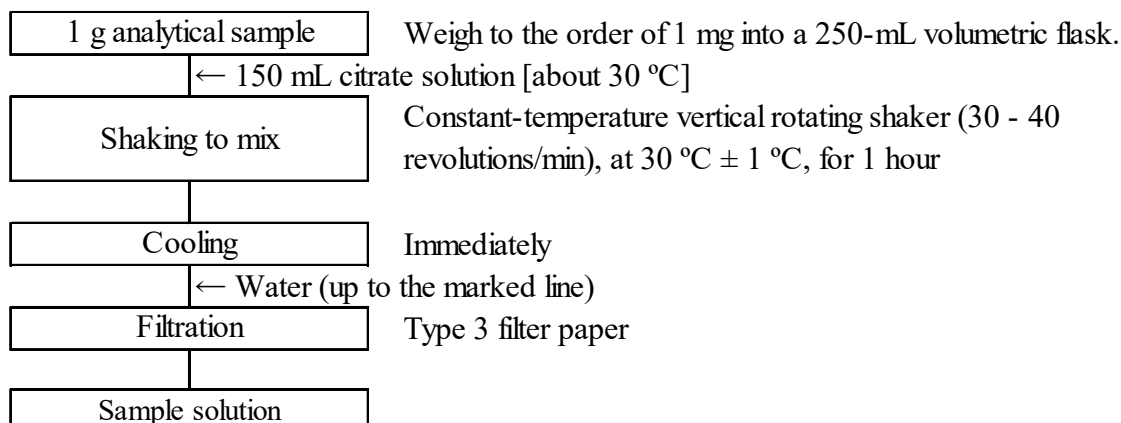 1 g analytical sample
Weigh to the order of 1 mg into a 250-mL volumetric flask.
← 150 mL citrate solution [about 30 ºC]
Shaking to mix
Constant-temperature vertical rotating shaker (30 - 40
revolutions/min), at 30 ºC ± 1 ºC, for 1 hour
Cooling
Immediately
← Water (up to the marked line)
Filtration
Type 3 filter paper
Sample solution